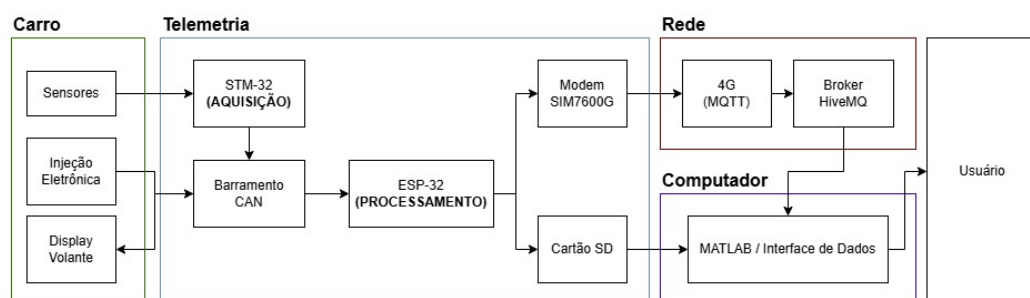 Carro
Telemetria
Rede
Sensores
STM-32
(AQUISIÇÃO)
Modem
SIM7600G
4G
(MQTT)
Broker
HiveMQ
Injeção
Eletrônica
Barramento
CAN
ESP-32
(PROCESSAMENTO)
Usuário
Computador
Display
Volante
Cartão SD
MATLAB / Interface de Dados